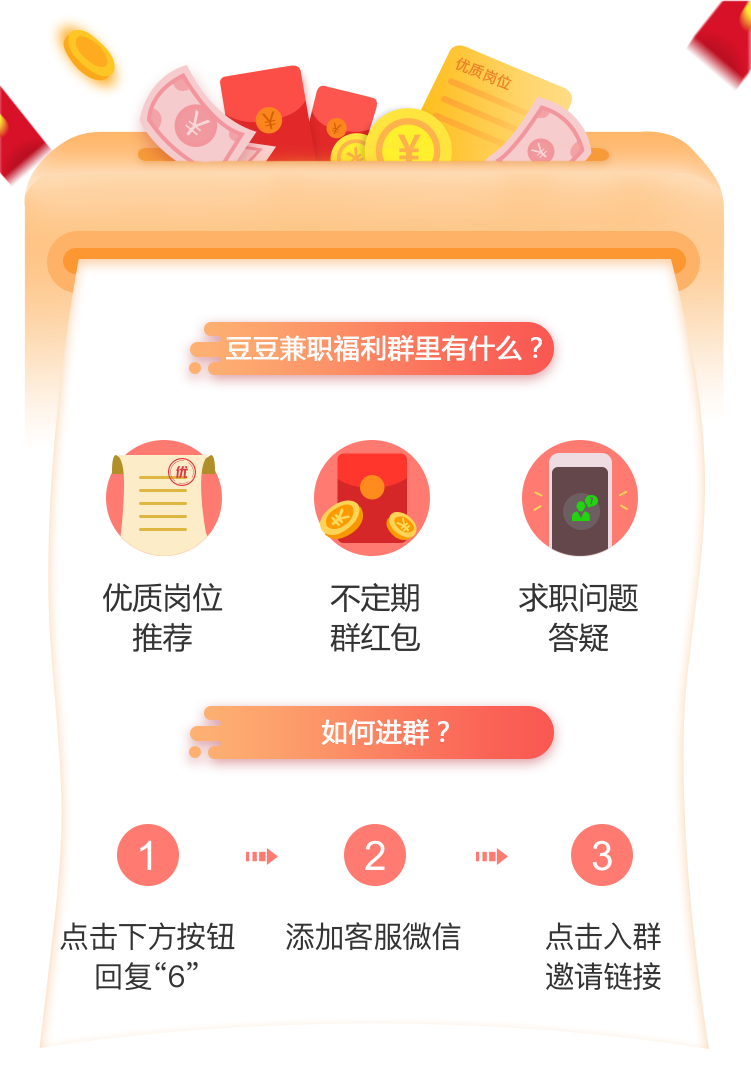 优质岗位
豆豆兼职福利群里有什么？
优
优质岗位
推荐
不定期
群红包
求职问题
答疑
如何进群？
1
2
3
点击下方按钮
回复“6”
添加客服微信
点击入群
邀请链接